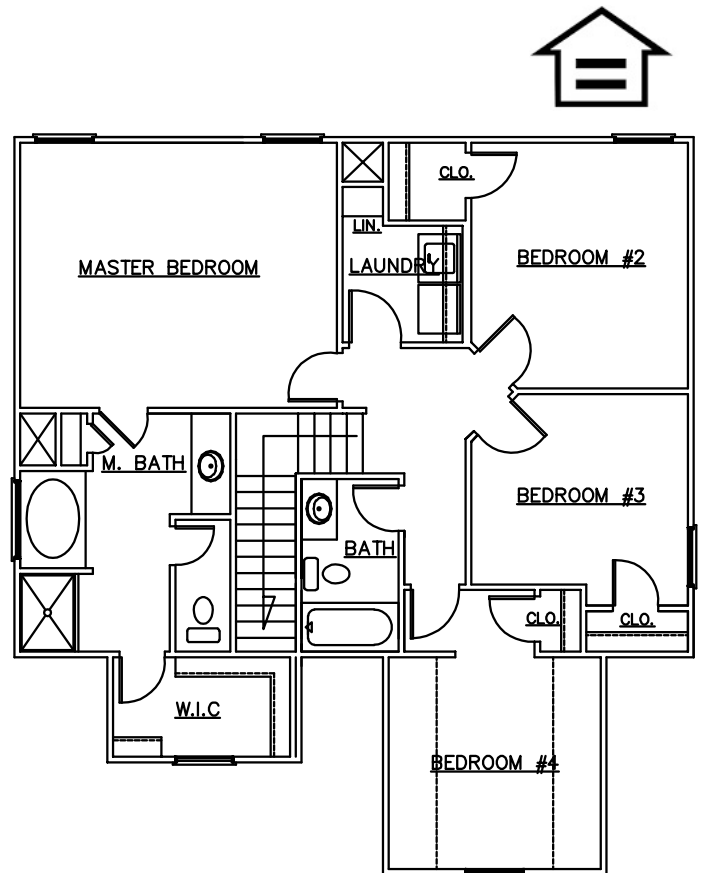 CLO.
LIN.
MASTER BEDROOM
LAUNDRY
BEDROOM #2
M. BATH
BEDROOM #3
BATH
CLO.
CLO.
W.I.C
BEDROOM #4